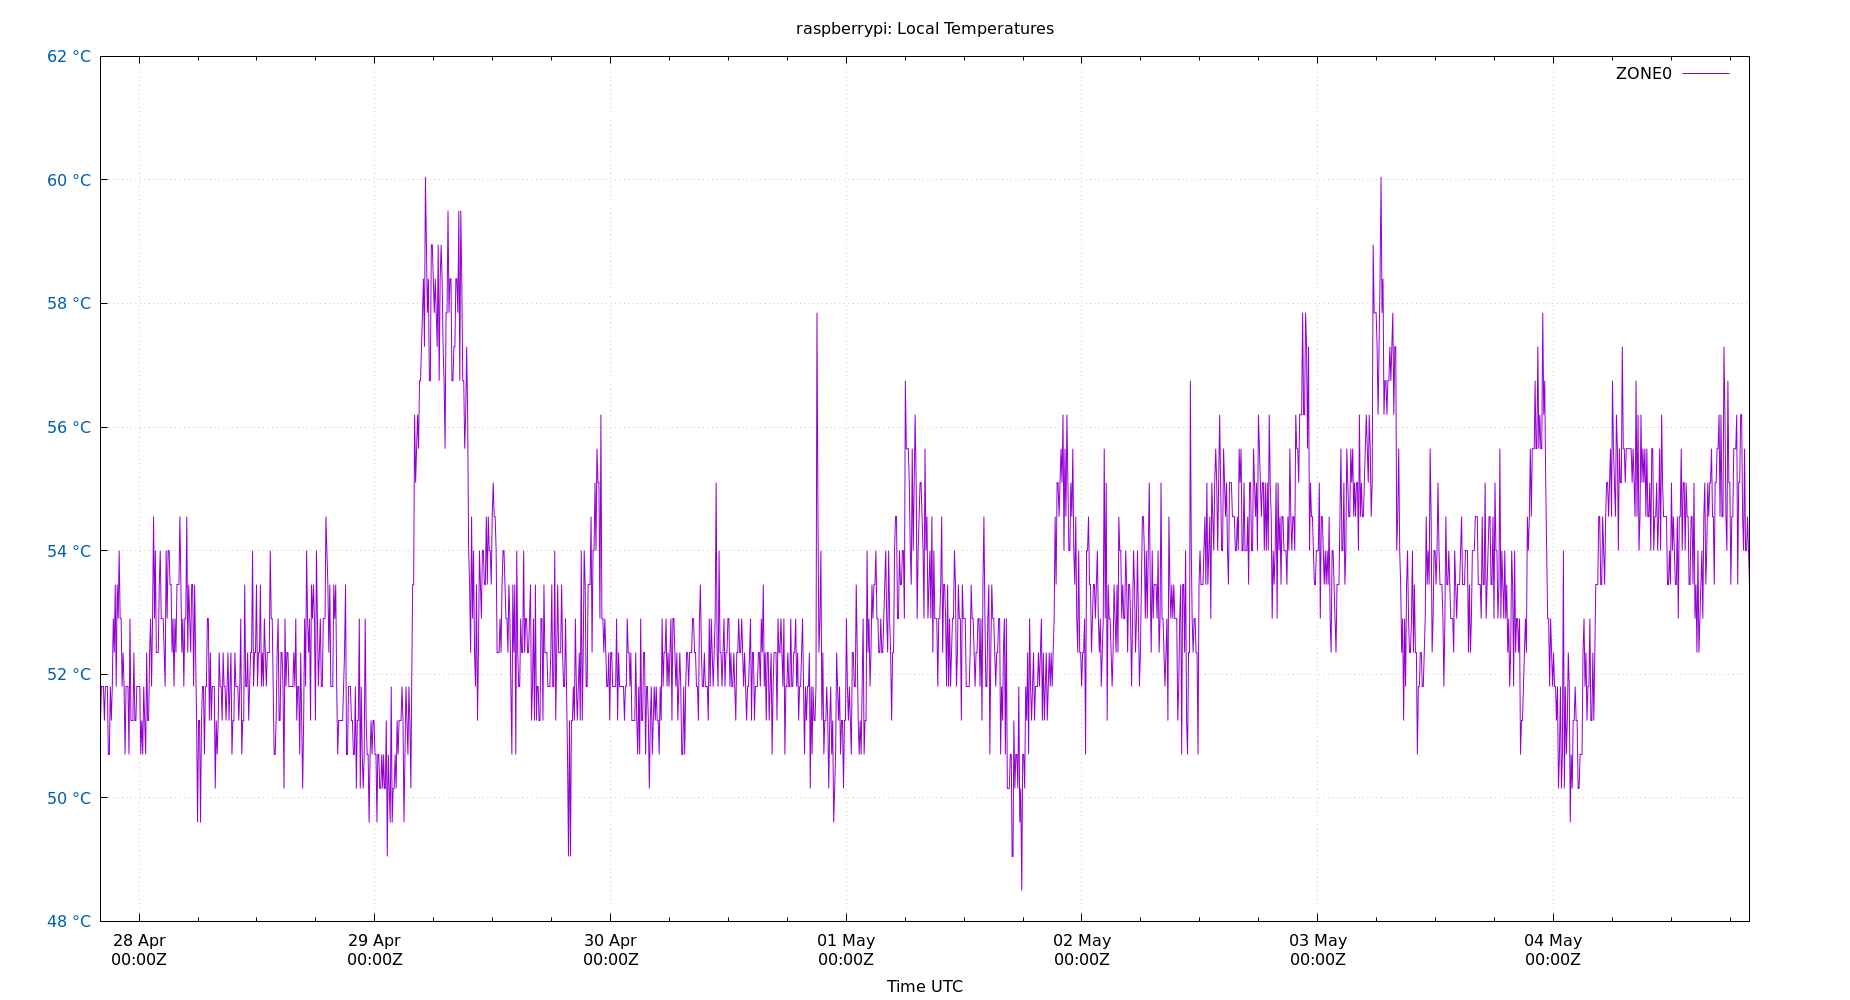 raspberrypi: Local Temperatures
62 °C
ZONE0
60 °C
58 °C
56 °C
54 °C
52 °C
50 °C
48 °C
28 Apr 29 Apr 30 Apr 01 May 02 May 03 May 04 May
00:00Z 00:00Z 00:00Z 00:00Z 00:00Z 00:00Z 00:00Z
Time UTC